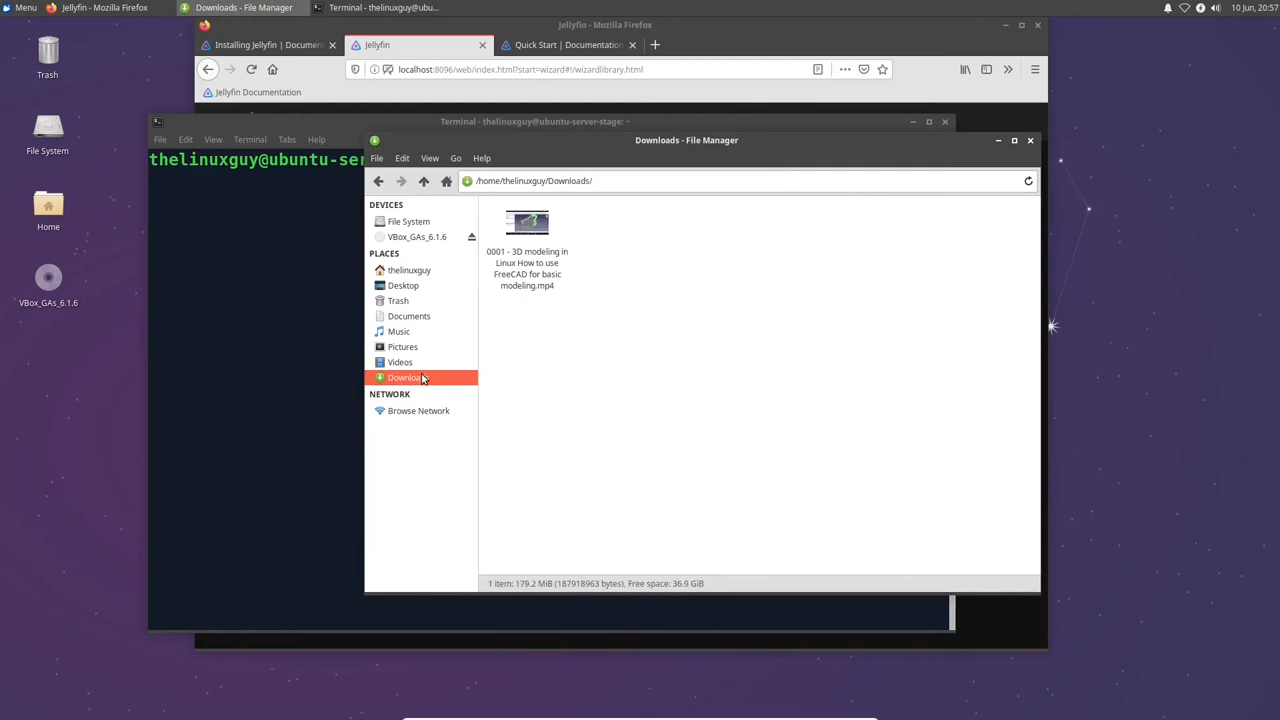 Menu
Jellyfin - Mozilla Firefox
Downloads - File Manager
Terminal - thelinuxguy@ubu...
10 Jun, 20:57
Jellyfin - Mozilla Firefox
Installing Jellyfin | Documen
Jellyfin
Quick Start | Documentation
localhost:8096/web/index.html?start=wizard#!/wizardlibrary.html
Jellyfin Documentation
Trash
File System
Home
VBox_GAs_6.1.6
Terminal - thelinuxguy@ubuntu-server-stage: ~
File Edit View Terminal Tabs Help
thelinuxguy@ubuntu-ser
Downloads - File Manager
File Edit View Go Help
/home/thelinuxguy/Downloads/
DEVICES
File System
VBox_GAs_6.1.6
PLACES
thelinuxguy
Desktop
Trash
Documents
Music
Pictures
Videos
Downloads
NETWORK
Browse Network
0001 - 3D modeling in
Linux How to use
FreeCAD for basic
modeling.mp4
1 item: 179.2 MiB (187918963 bytes), Free space: 36.9 GiB